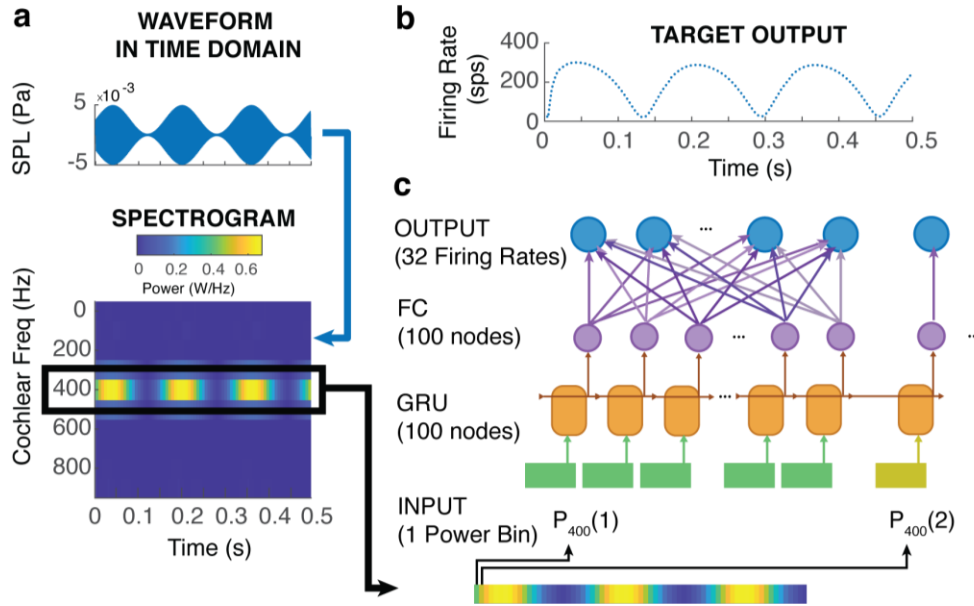 a
WAVEFORM
IN TIME DOMAIN
×10⁻³
5
-5
SPL (Pa)
SPECTROGRAM
0 0.2 0.4 0.6
Power (W/Hz)
Cochlear Freq (Hz)
0
200
400
600
800
0 0.1 0.2 0.3 0.4 0.5
Time (s)
b
TARGET OUTPUT
Firing Rate
(sps)
400
200
0
0 0.1 0.2 0.3 0.4 0.5
Time (s)
c
OUTPUT
(32 Firing Rates)
...
FC
(100 nodes)
...
GRU
(100 nodes)
...
INPUT
(1 Power Bin)
P₄₀₀(1)
P₄₀₀(2)